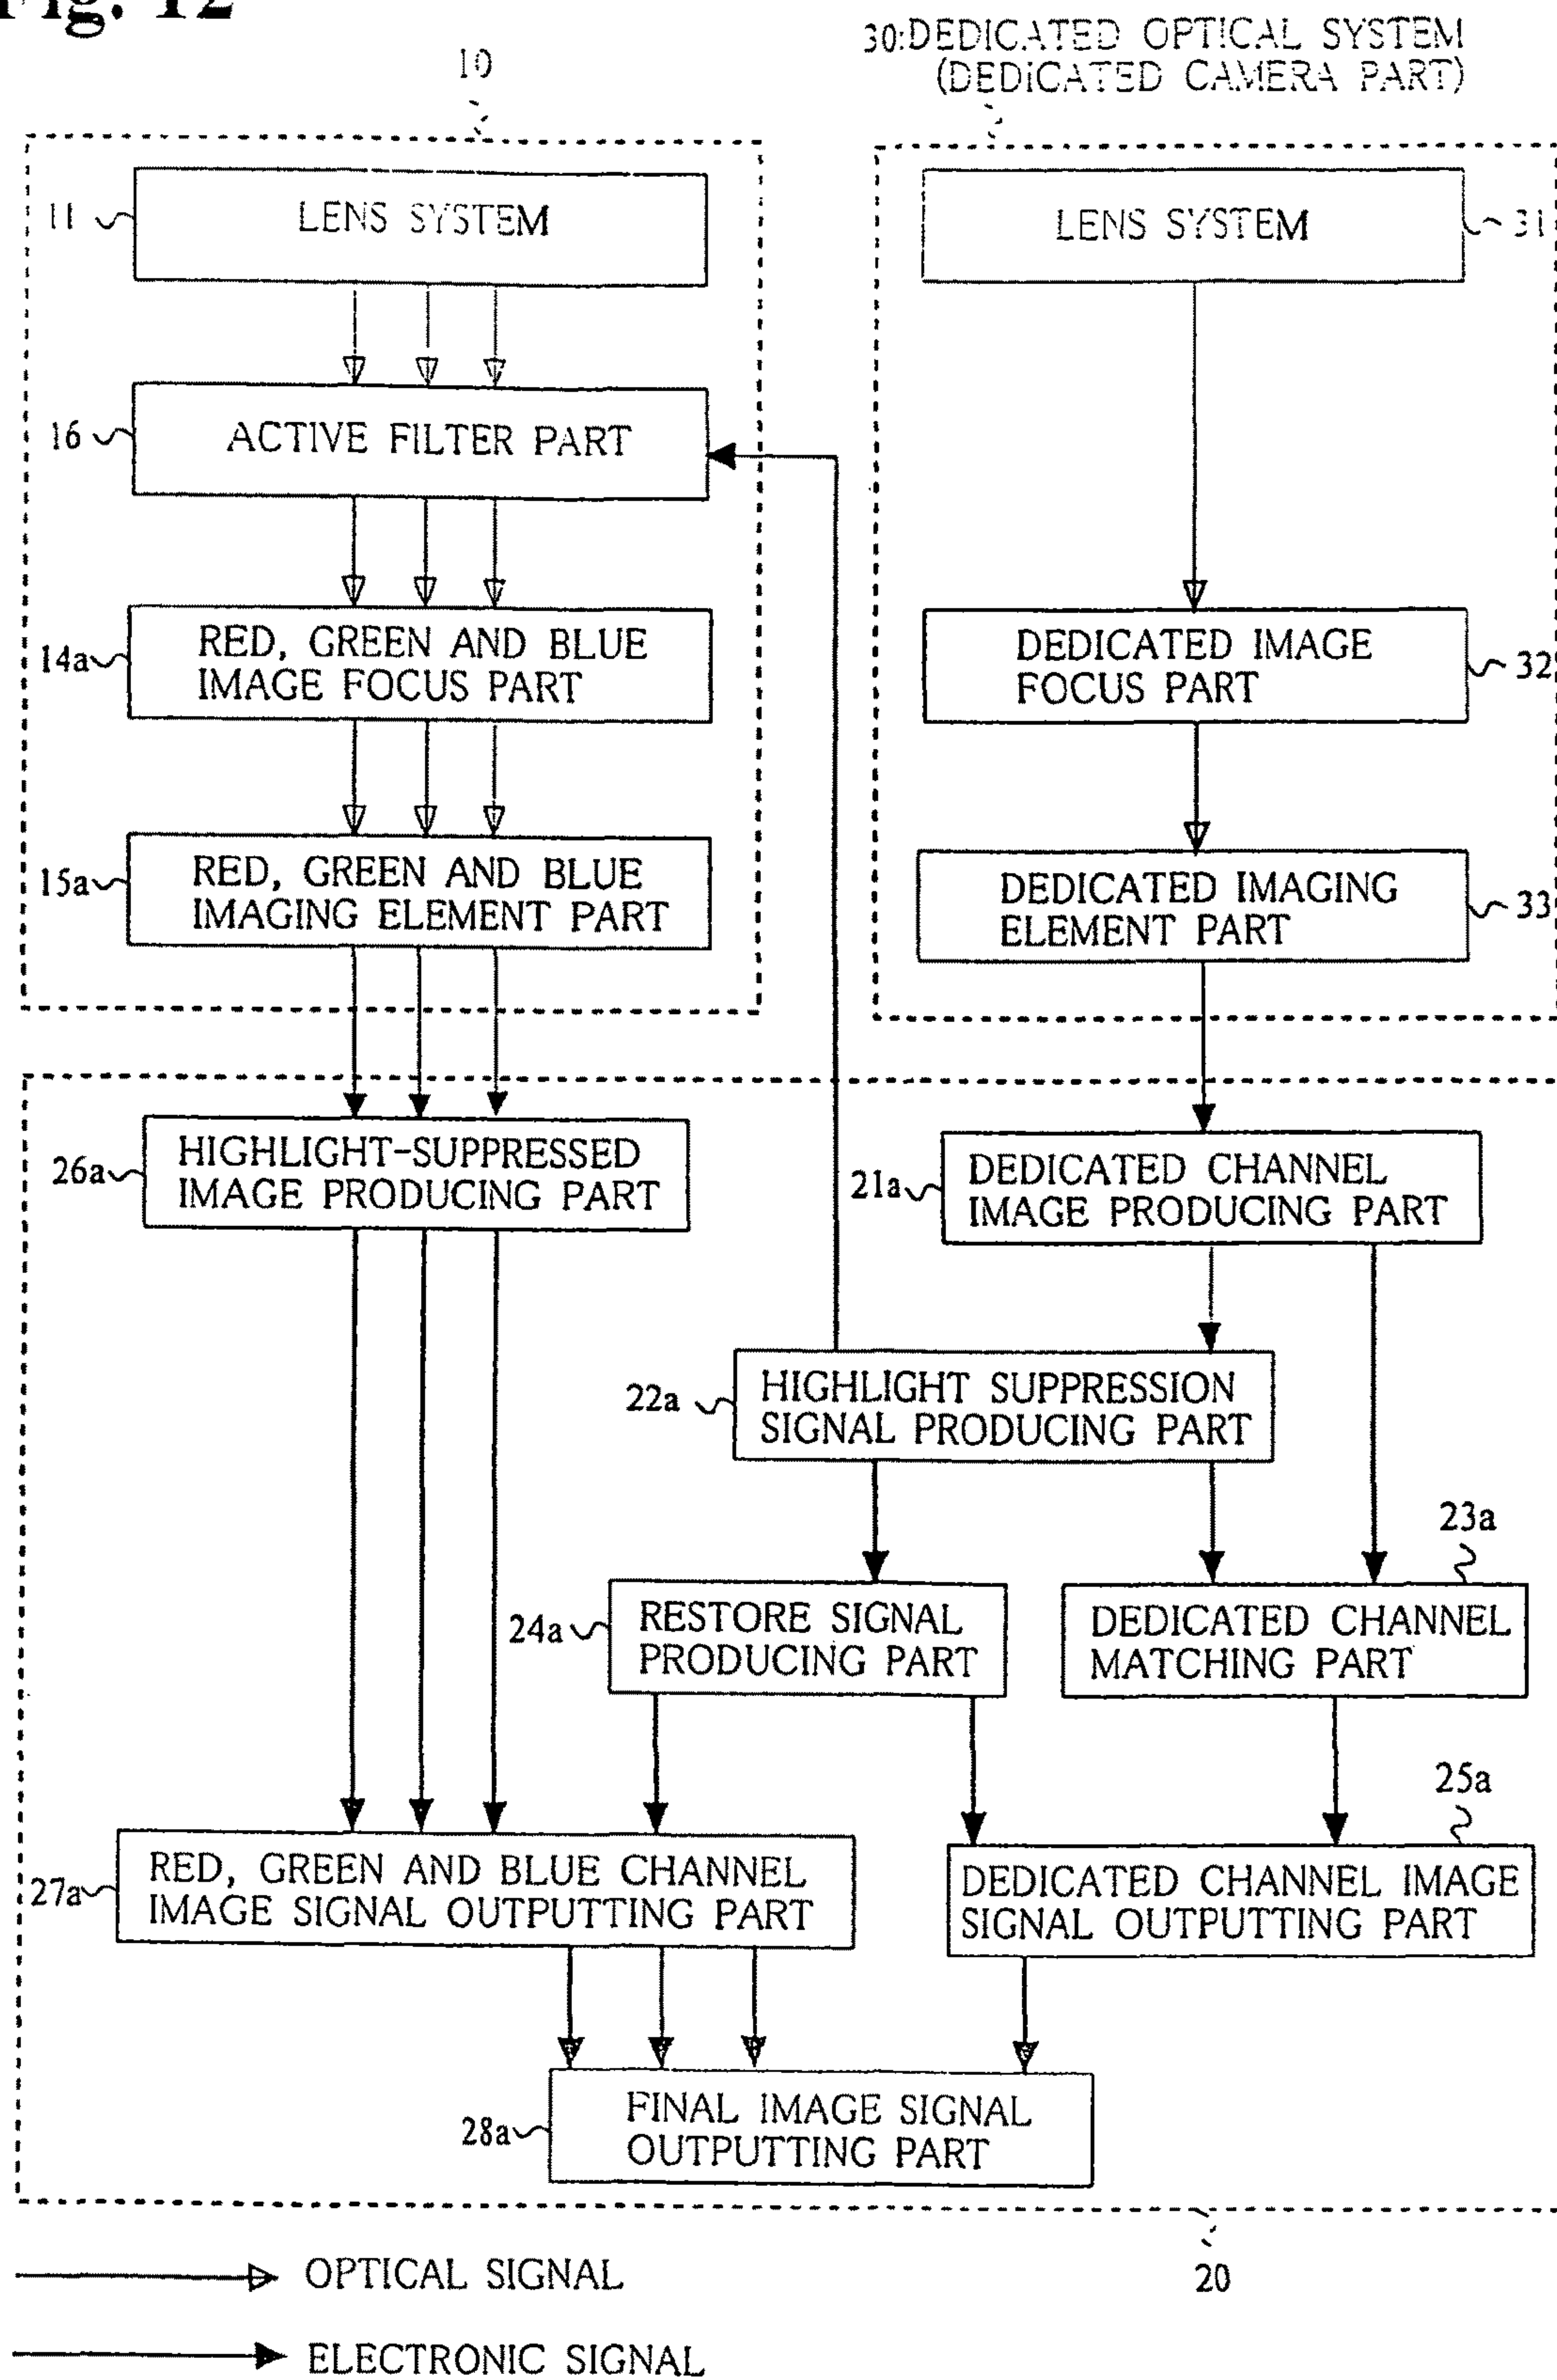 Fig. 12
10
30:DEDICATED OPTICAL SYSTEM
(DEDICATED CAMERA PART)
11
LENS SYSTEM
LENS SYSTEM
31
16
ACTIVE FILTER PART
14a
RED, GREEN AND BLUE
IMAGE FOCUS PART
DEDICATED IMAGE
FOCUS PART
32
15a
RED, GREEN AND BLUE
IMAGING ELEMENT PART
DEDICATED IMAGING
ELEMENT PART
33
26a
HIGHLIGHT-SUPPRESSED
IMAGE PRODUCING PART
21a
DEDICATED CHANNEL
IMAGE PRODUCING PART
22a
HIGHLIGHT SUPPRESSION
SIGNAL PRODUCING PART
23a
24a
RESTORE SIGNAL
PRODUCING PART
DEDICATED CHANNEL
MATCHING PART
25a
27a
RED, GREEN AND BLUE CHANNEL
IMAGE SIGNAL OUTPUTTING PART
DEDICATED CHANNEL IMAGE
SIGNAL OUTPUTTING PART
28a
FINAL IMAGE SIGNAL
OUTPUTTING PART
20
OPTICAL SIGNAL
ELECTRONIC SIGNAL